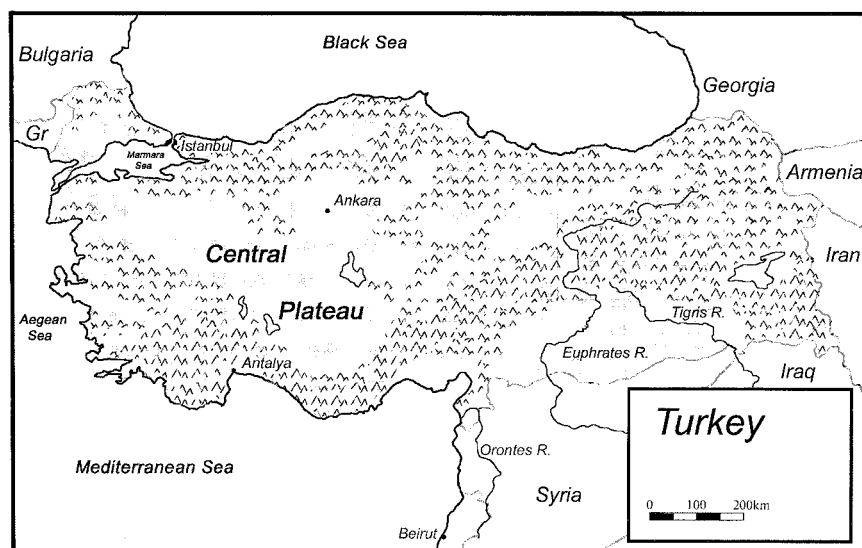 Black Sea
Bulgaria
Georgia
Gr
Istanbul
Marmara
Sea
Armenia
Ankara
Central
Iran
Plateau
Aegean
Sea
Tigris R.
Antalya
Euphrates R.
Iraq
Turkey
Mediterranean Sea
Orontes R.
Syria
0 100 200km
Beirut